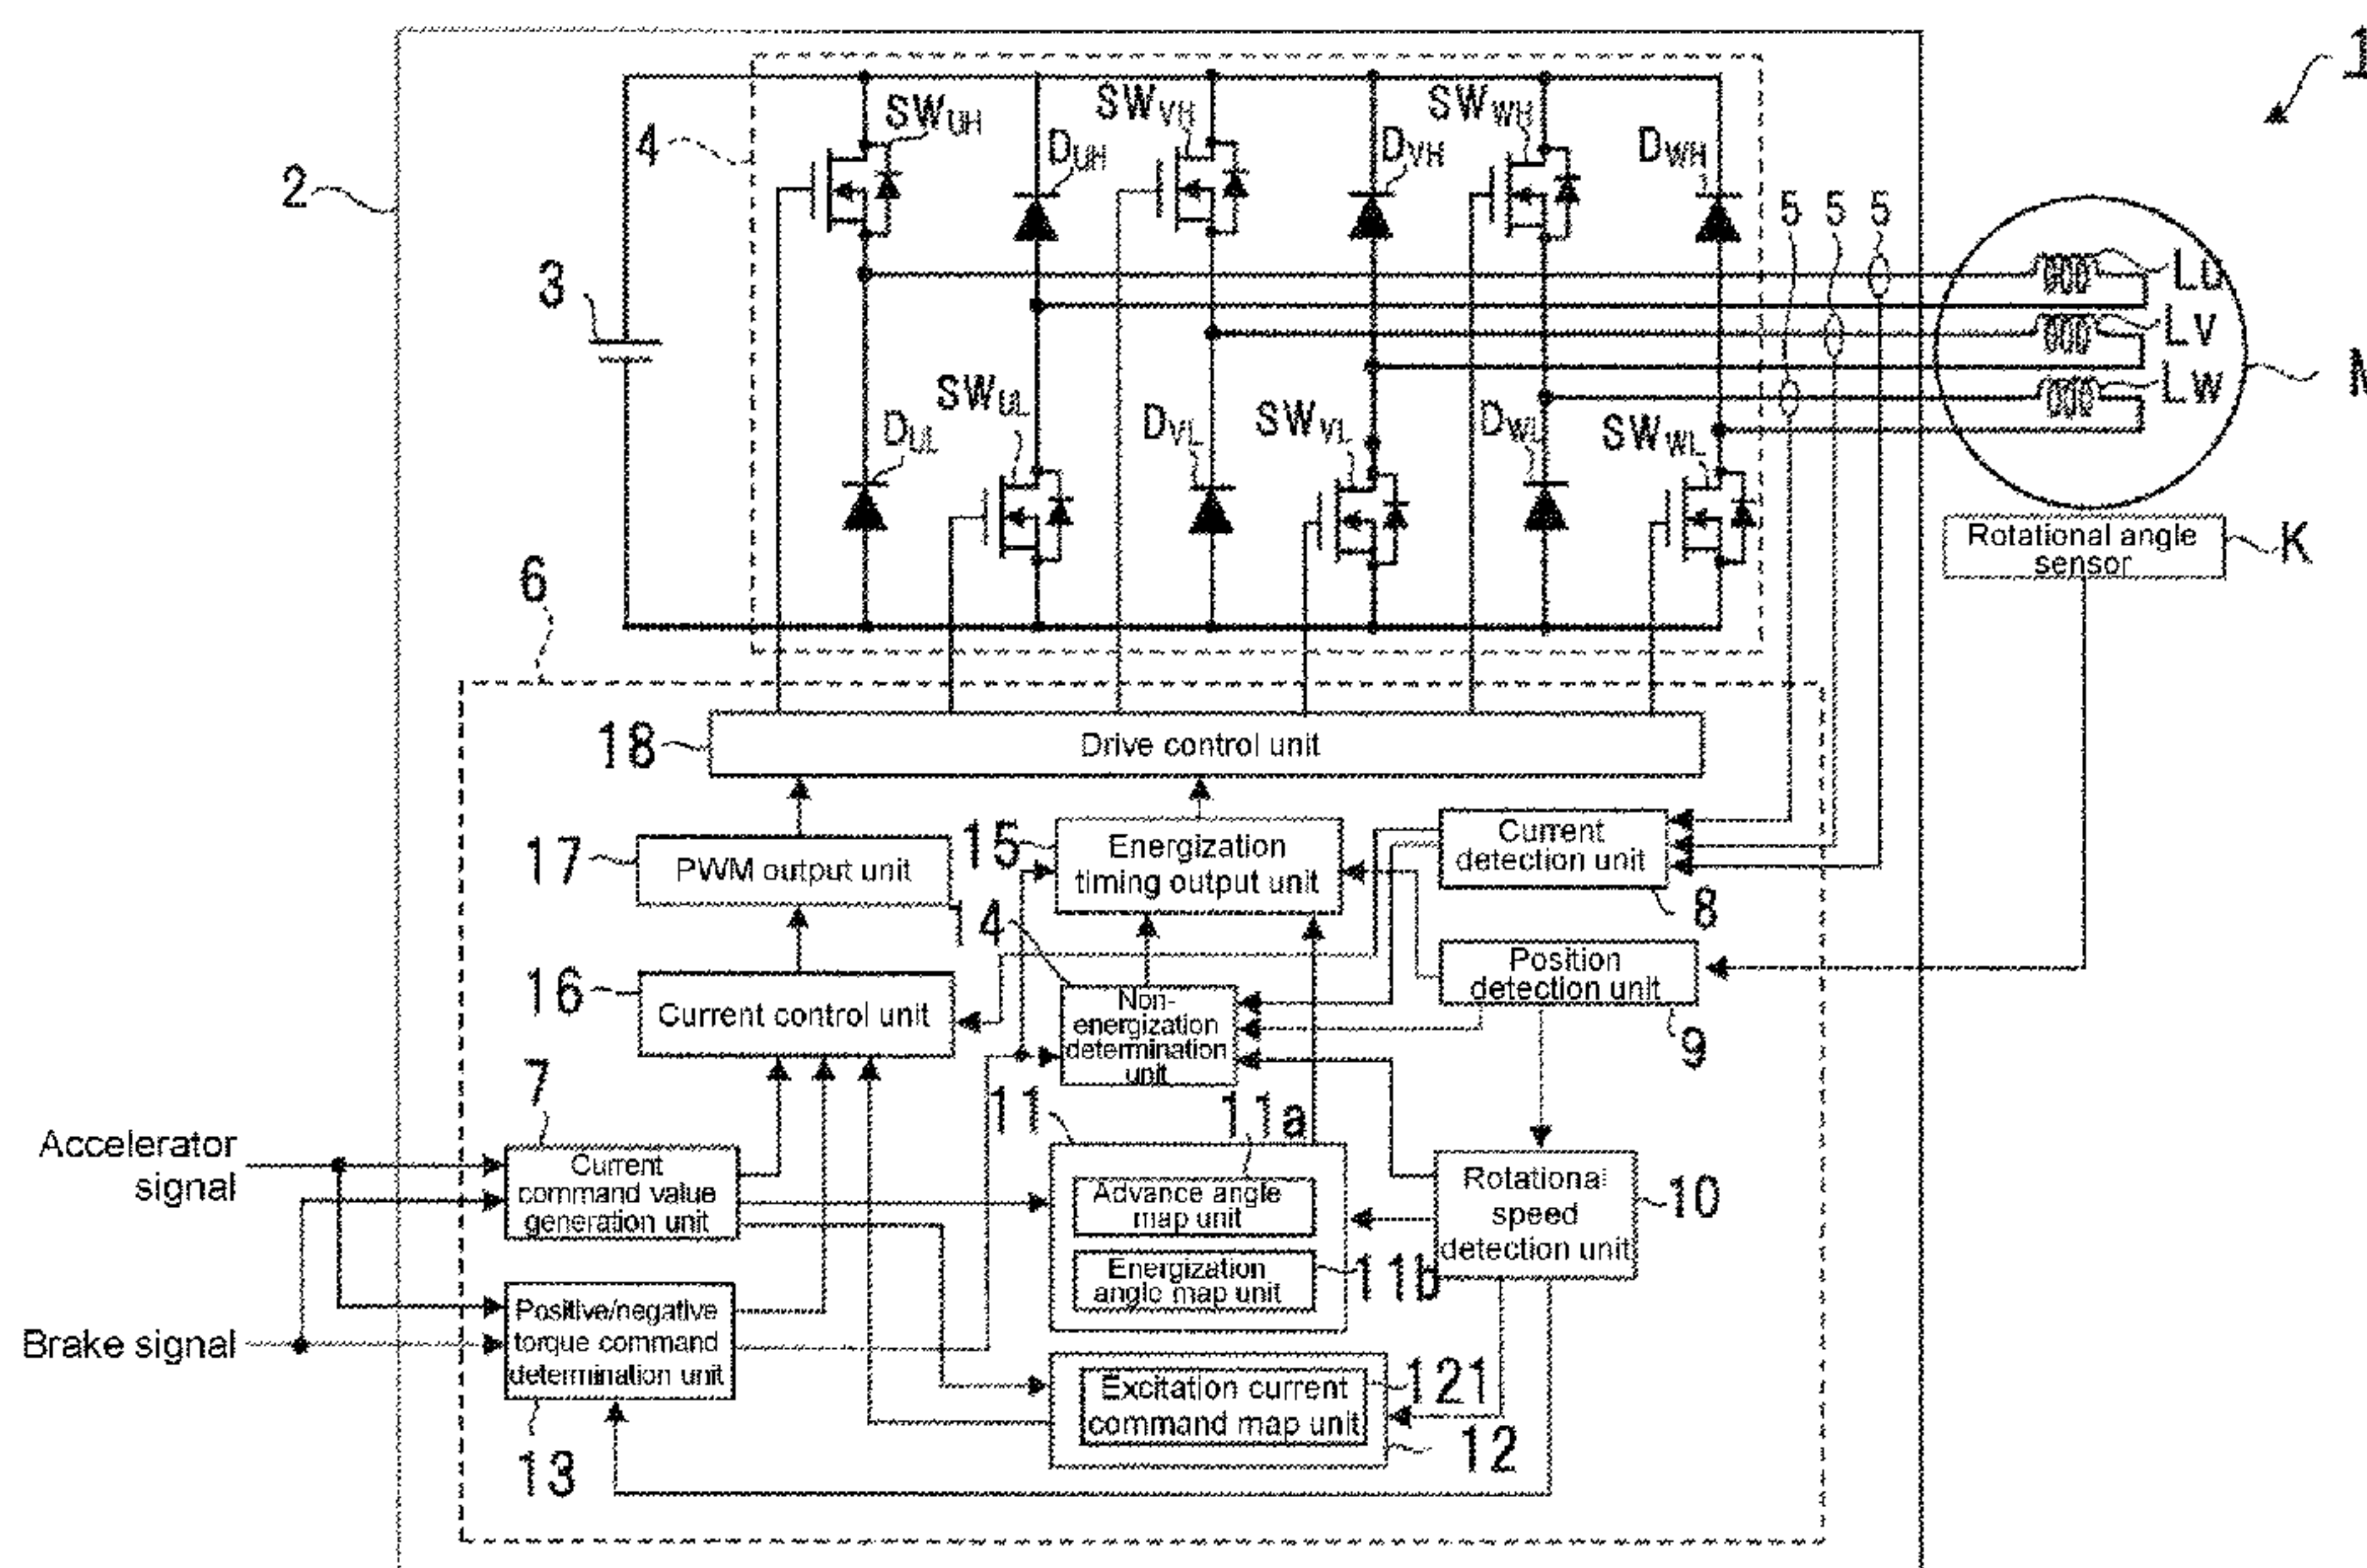 1
SWUH
SWVH
SWWH
4
DUH
DVH
DWH
2
5 5 5
3
LU
LV
M
SWUL
LW
DUL
DVL
SWVL
DWL
SWWL
Rotational angle
sensor
K
6
18
Drive control unit
17
PWM output unit
15
Energization
timing output unit
Current
detection unit
8
14
16
Current control unit
Non-
energization
determination
unit
Position
detection unit
9
7
11
11a
Accelerator
signal
Current
command value
generation unit
Advance angle
map unit
Rotational
speed
detection unit
10
Energization
angle map unit
11b
Brake signal
Positive/negative
torque command
determination unit
13
Excitation current
command map unit
121
12